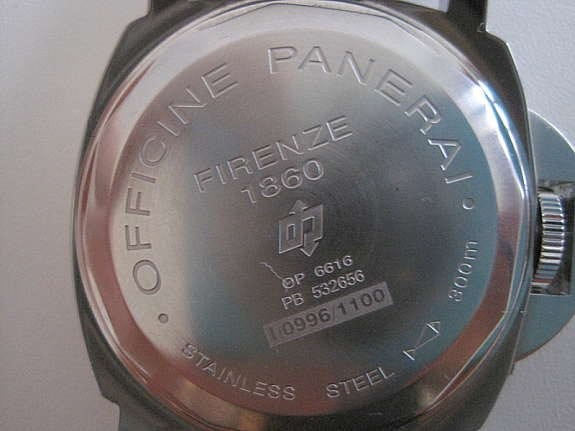 OFFICINE PANERAI
FIRENZE
1860
OP 6616
PB 532656
I 0996/1100
STAINLESS STEEL
300m